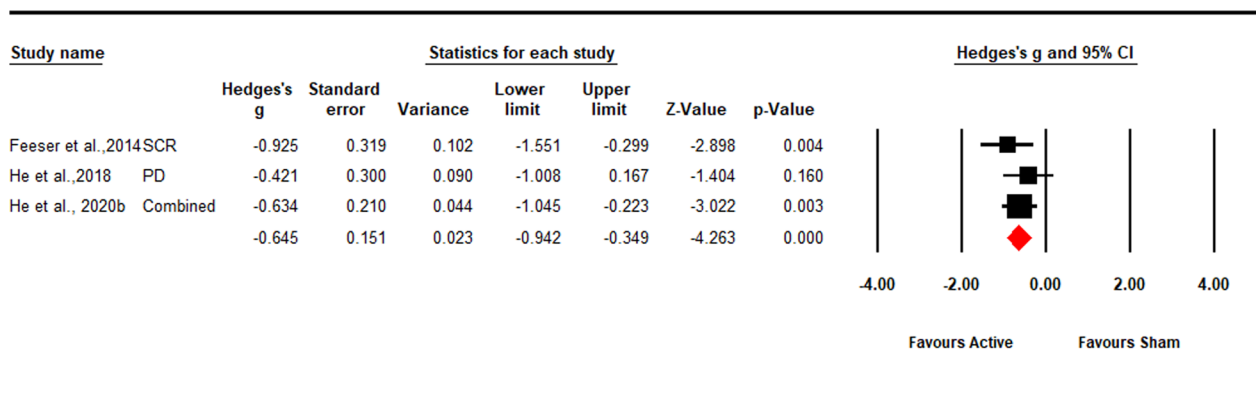 Study name Statistics for each study Hedges's g and 95% CI
Hedges's Standard Lower Upper
g error Variance limit limit Z-Value p-Value
Feeser et al.,2014 SCR -0.925 0.319 0.102 -1.551 -0.299 -2.898 0.004
He et al.,2018 PD -0.421 0.300 0.090 -1.008 0.167 -1.404 0.160
He et al., 2020b Combined -0.634 0.210 0.044 -1.045 -0.223 -3.022 0.003
-0.645 0.151 0.023 -0.942 -0.349 -4.263 0.000
-4.00 -2.00 0.00 2.00 4.00
Favours Active Favours Sham